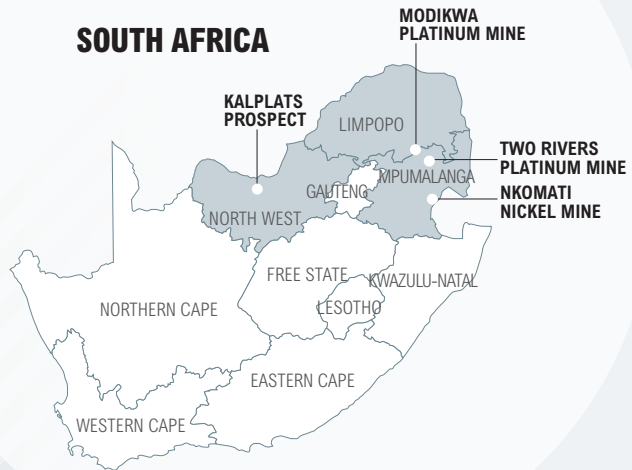 MODIKWA
PLATINUM MINE
SOUTH AFRICA
KALPLATS
PROSPECT
LIMPOPO
TWO RIVERS
PLATINUM MINE
MPUMALANGA
GAUTENG
NKOMATI
NICKEL MINE
NORTH WEST
FREE STATE
KWAZULU-NATAL
NORTHERN CAPE
LESOTHO
EASTERN CAPE
WESTERN CAPE